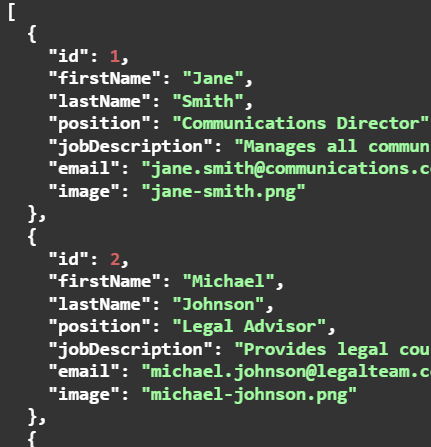 [
{
"id": 1,
"firstName": "Jane",
"lastName": "Smith",
"position": "Communications Director"
"jobDescription": "Manages all commun
"email": "jane.smith@communications.c
"image": "jane-smith.png"
},
{
"id": 2,
"firstName": "Michael",
"lastName": "Johnson",
"position": "Legal Advisor",
"jobDescription": "Provides legal cou
"email": "michael.johnson@legalteam.c
"image": "michael-johnson.png"
},
{